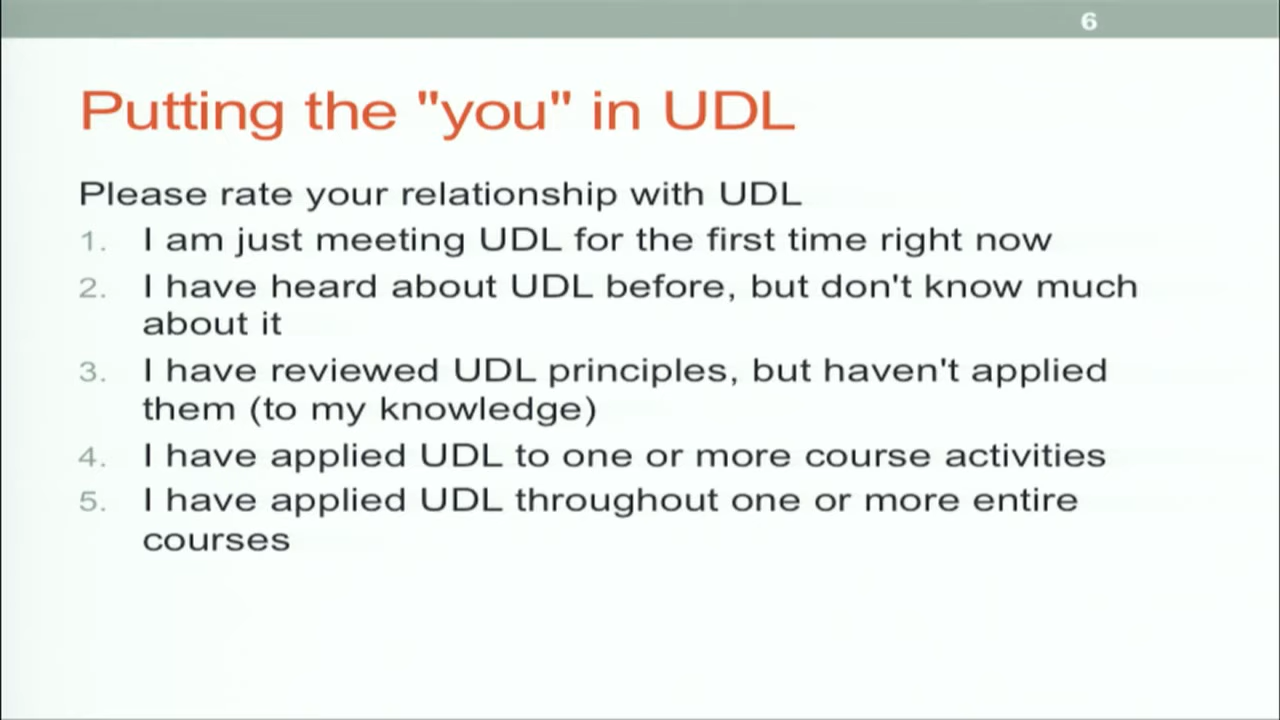 6
Putting the "you" in UDL
Please rate your relationship with UDL
1. I am just meeting UDL for the first time right now
2. I have heard about UDL before, but don't know much
about it
3. I have reviewed UDL principles, but haven't applied
them (to my knowledge)
4. I have applied UDL to one or more course activities
5. I have applied UDL throughout one or more entire
courses